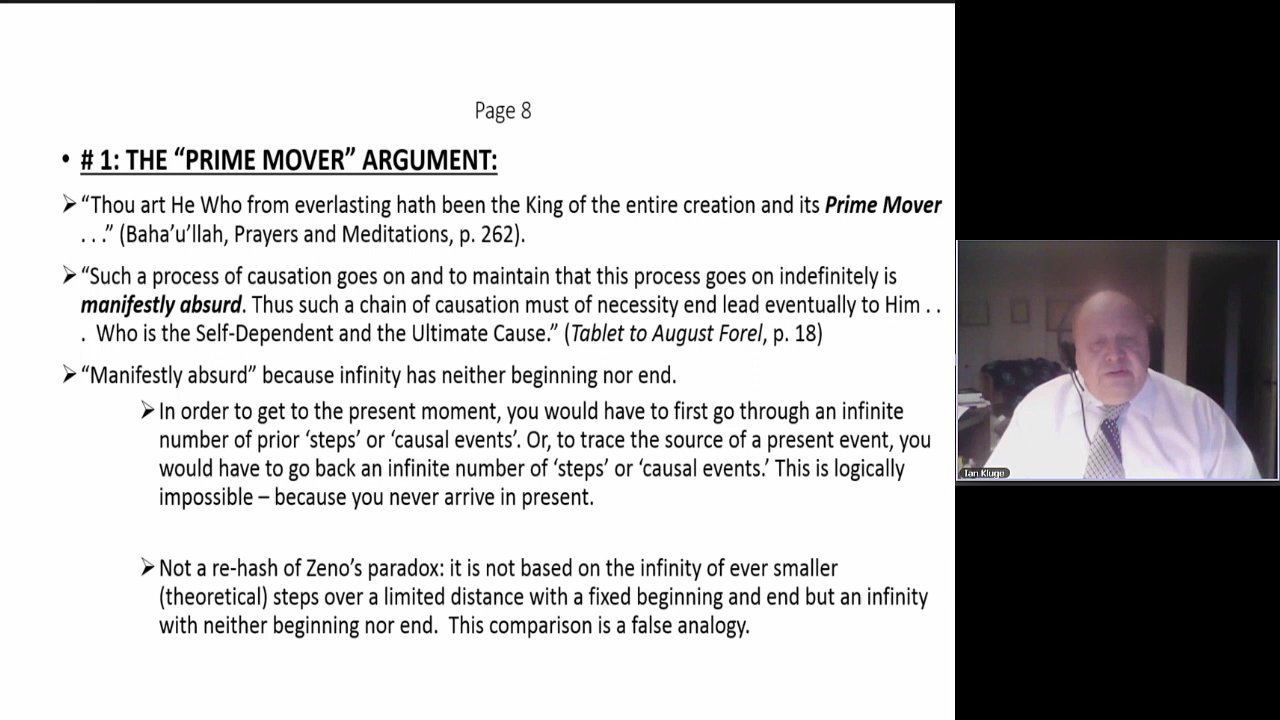 Page 8
• # 1: THE “PRIME MOVER” ARGUMENT:
➢ “Thou art He Who from everlasting hath been the King of the entire creation and its Prime Mover
. . .” (Baha’u’llah, Prayers and Meditations, p. 262).
➢ “Such a process of causation goes on and to maintain that this process goes on indefinitely is
manifestly absurd. Thus such a chain of causation must of necessity end lead eventually to Him . .
. Who is the Self-Dependent and the Ultimate Cause.” (Tablet to August Forel, p. 18)
➢ “Manifestly absurd” because infinity has neither beginning nor end.
➢ In order to get to the present moment, you would have to first go through an infinite
number of prior ‘steps’ or ‘causal events’. Or, to trace the source of a present event, you
would have to go back an infinite number of ‘steps’ or ‘causal events.’ This is logically
impossible – because you never arrive in present.
➢ Not a re-hash of Zeno’s paradox: it is not based on the infinity of ever smaller
(theoretical) steps over a limited distance with a fixed beginning and end but an infinity
with neither beginning nor end. This comparison is a false analogy.
Ian Kluge